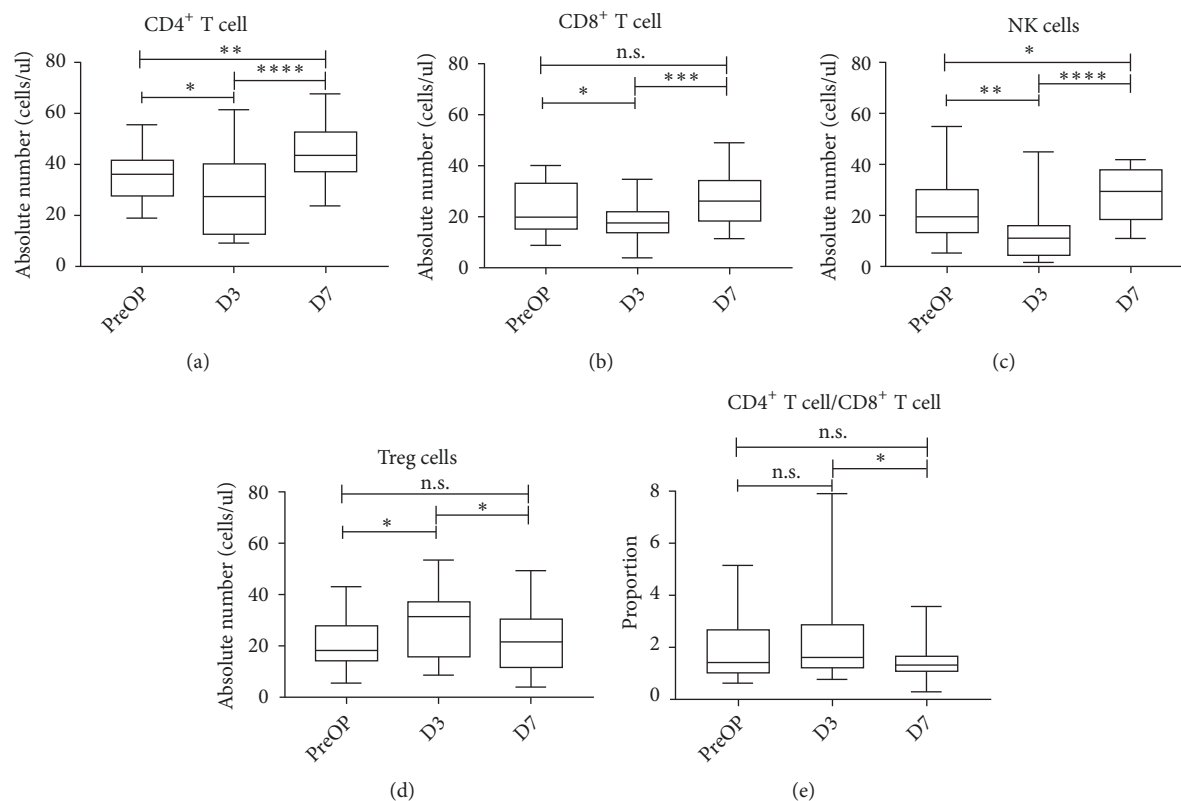 CD4+ T cell
Absolute number (cells/ul)
80
60
40
20
0
**
*
****
PreOP
D3
D7
(a)
CD8+ T cell
Absolute number (cells/ul)
80
60
40
20
0
n.s.
*
***
PreOP
D3
D7
(b)
NK cells
Absolute number (cells/ul)
80
60
40
20
0
*
**
****
PreOP
D3
D7
(c)
Treg cells
Absolute number (cells/ul)
80
60
40
20
0
n.s.
*
*
PreOP
D3
D7
(d)
CD4+ T cell/CD8+ T cell
Proportion
8
6
4
2
0
n.s.
n.s.
*
PreOP
D3
D7
(e)